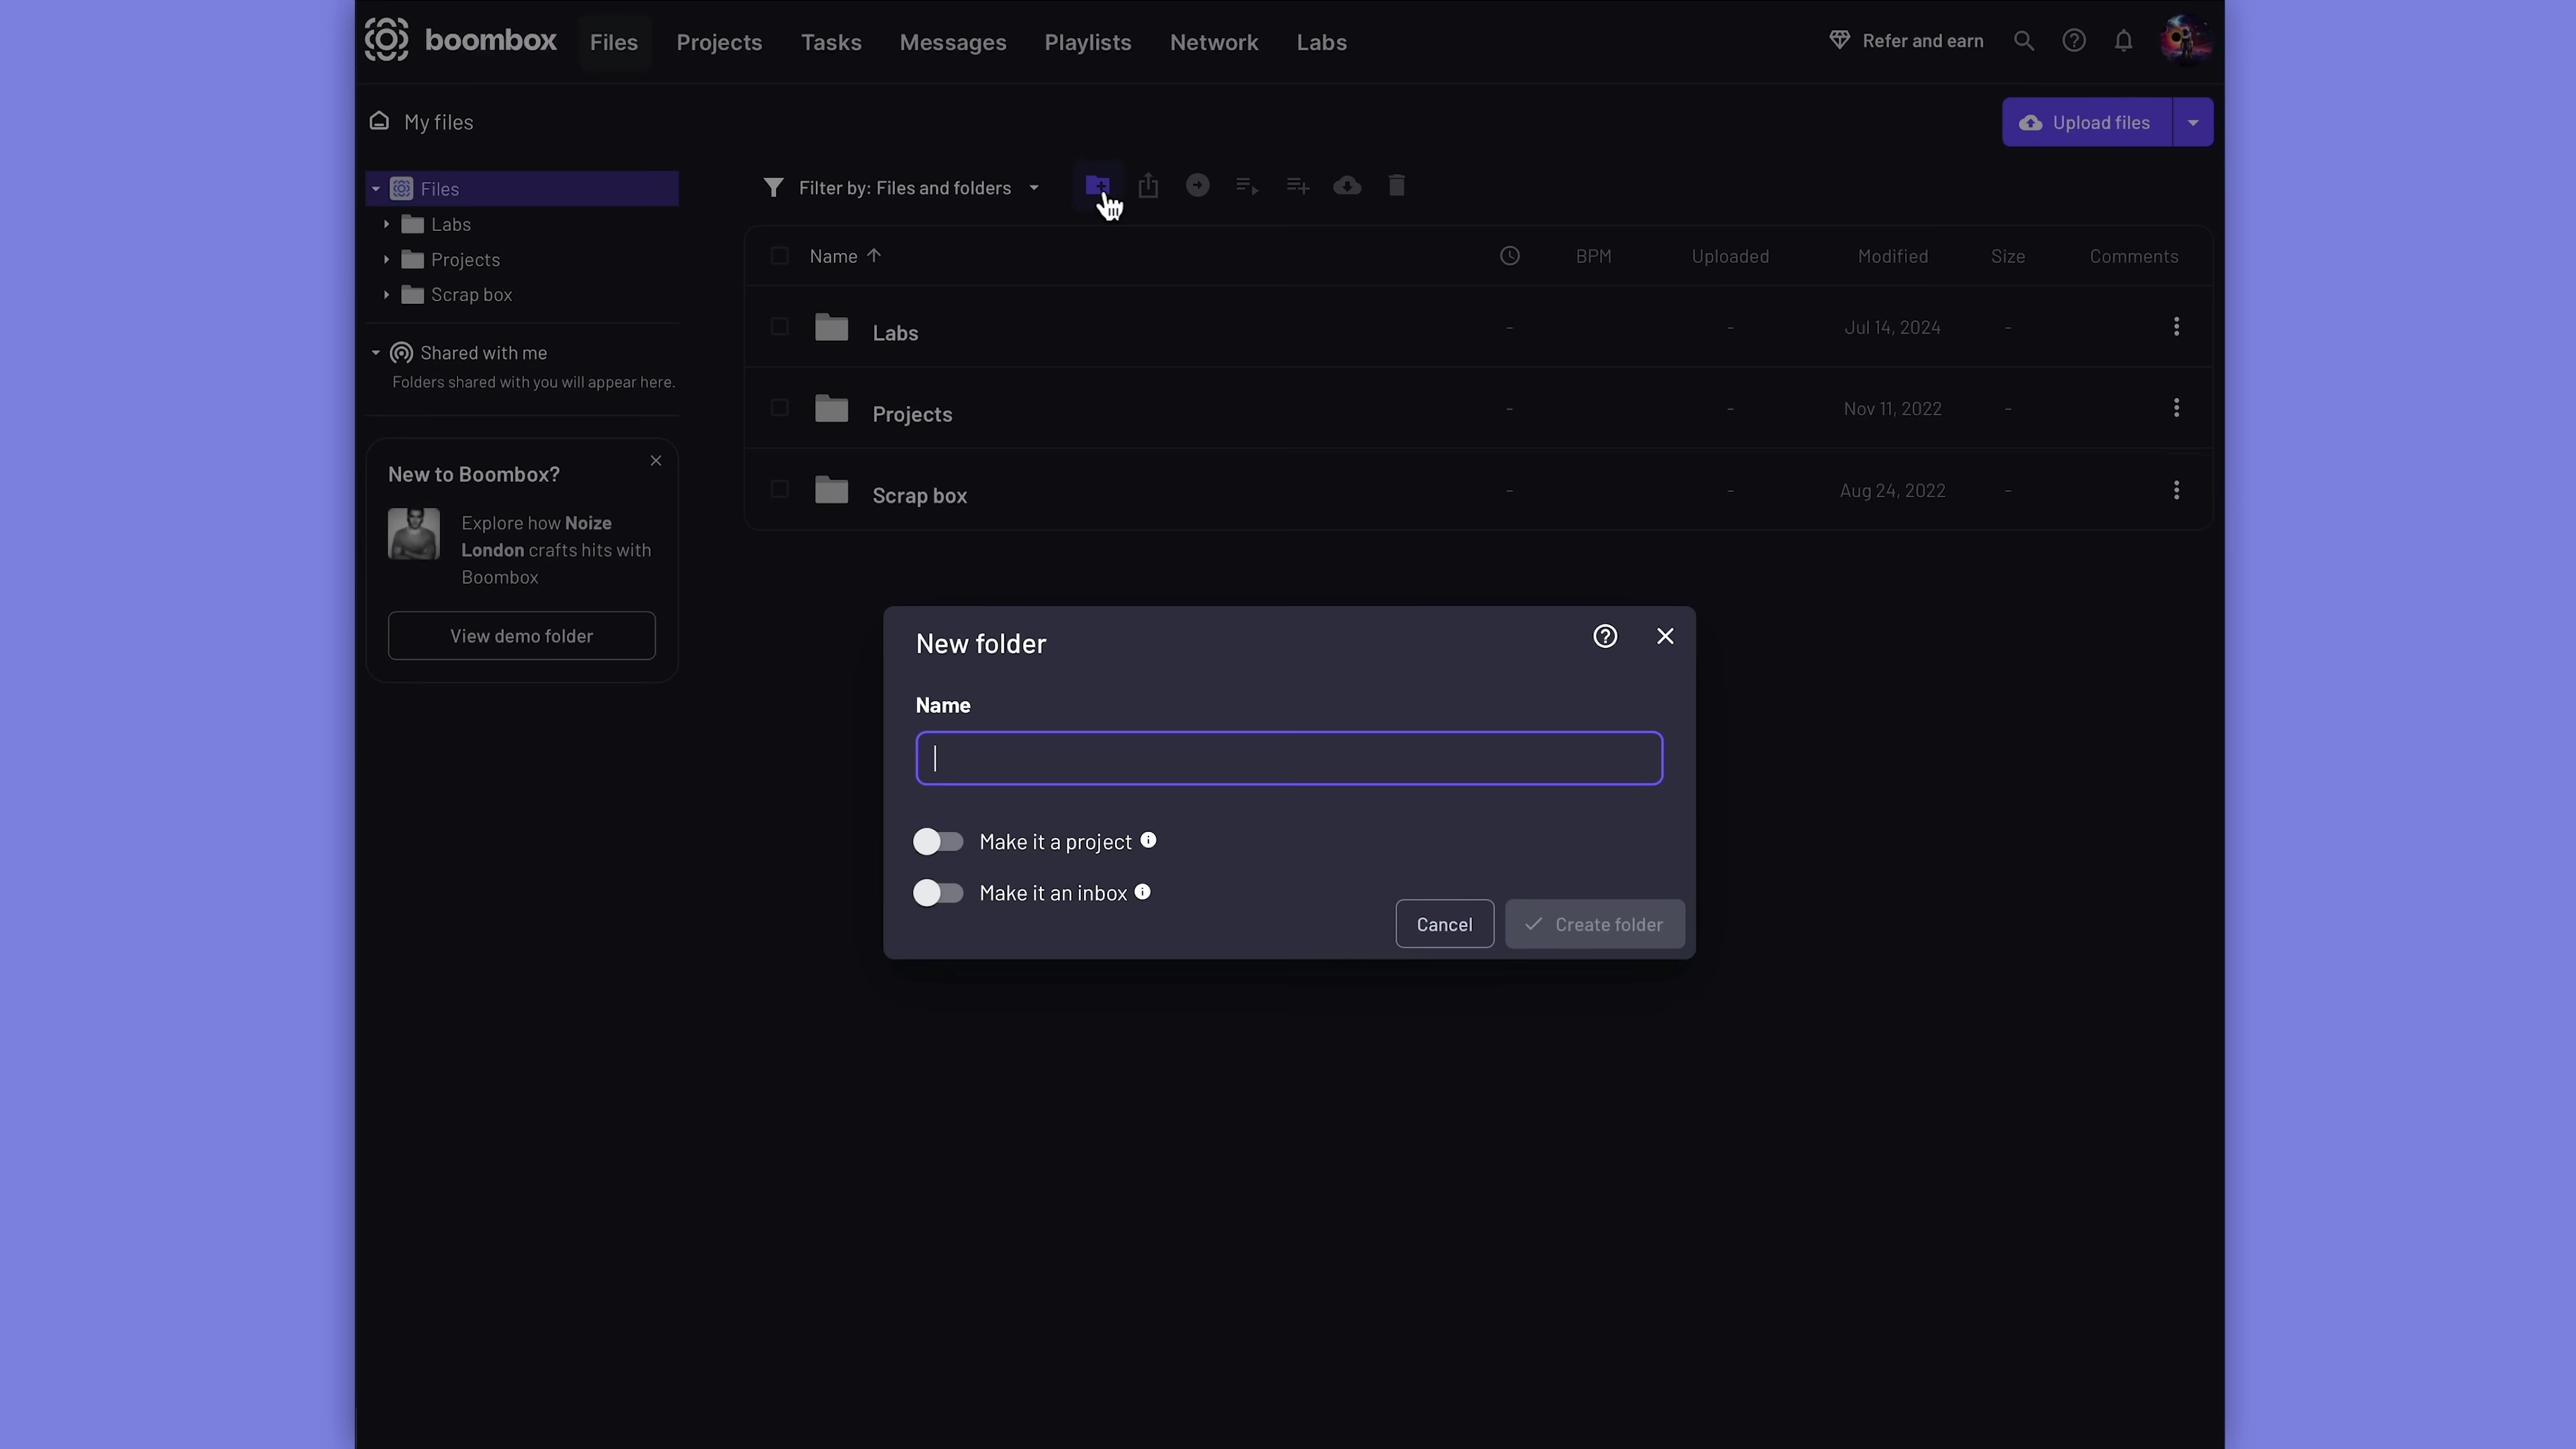 boombox Files Projects Tasks Messages Playlists Network Labs Refer and earn
My files
Upload files
Files
Labs
Projects
Scrap box
Shared with me
Folders shared with you will appear here.
New to Boombox?
Explore how Noize
London crafts hits with
Boombox
View demo folder
Filter by: Files and folders
Name BPM Uploaded Modified Size Comments
Labs - - Jul 14, 2024 -
Projects - - Nov 11, 2022 -
Scrap box - - Aug 24, 2022 -
New folder
Name
Make it a project
Make it an inbox
Cancel Create folder